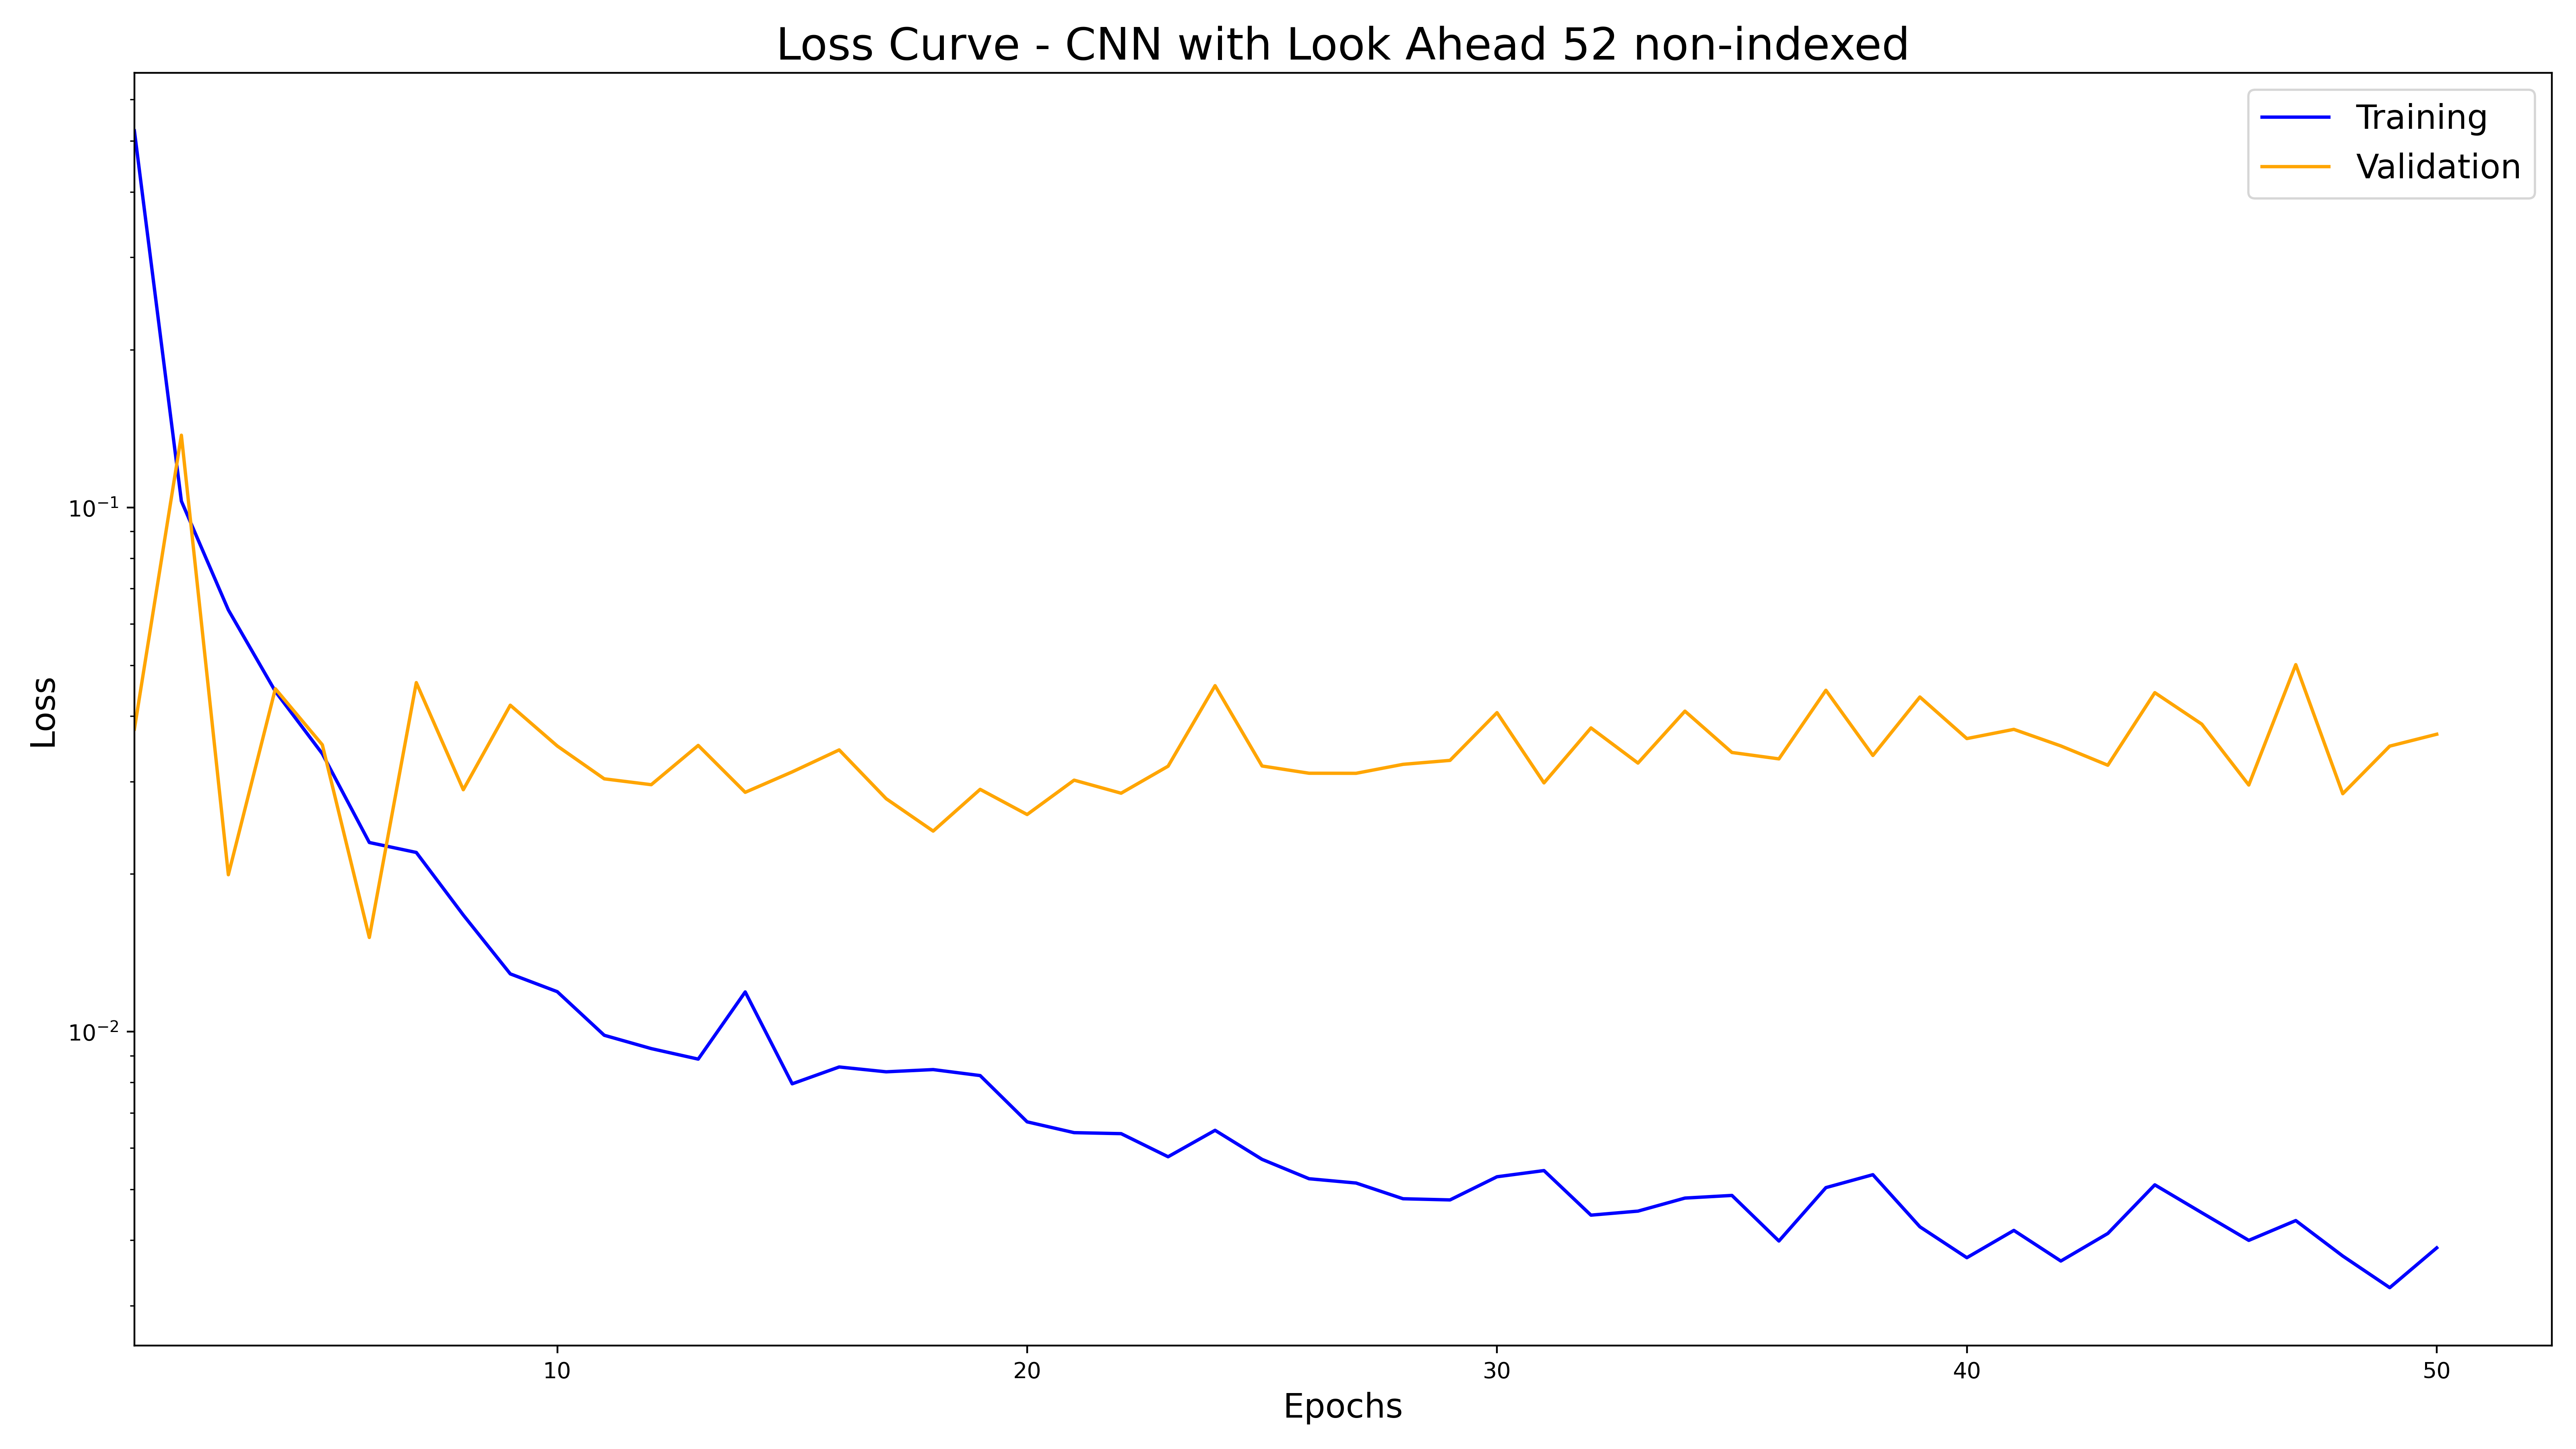 Loss Curve - CNN with Look Ahead 52 non-indexed
Training
Validation
Loss
10⁻¹
10⁻²
10 20 30 40 50
Epochs